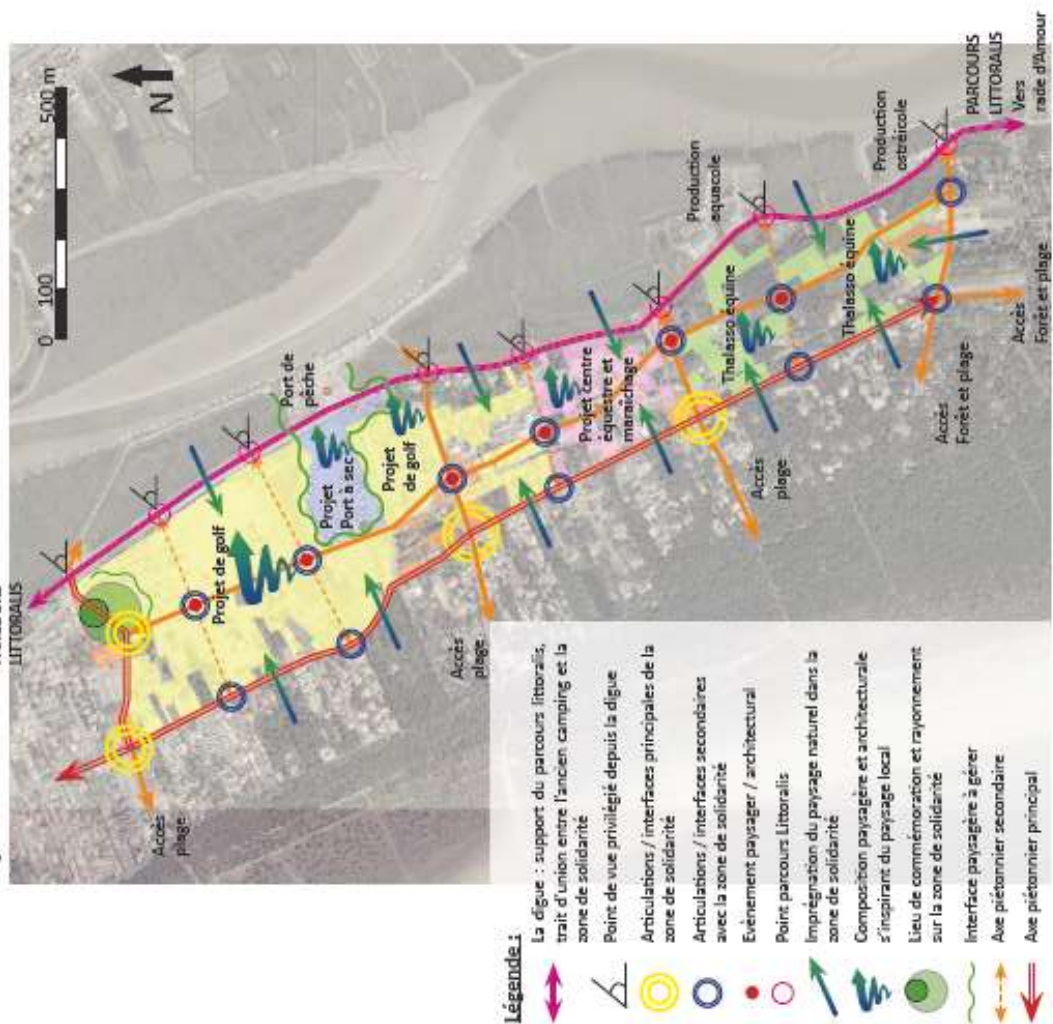 LITTORALIS
0 100 500 m
N
Accès
plage
Projet de golf
Projet
Port à sec
Port de
pêche
Projet
de golf
Accès
plage
Projet centre
équestre et
maraîchage
Accès
plage
Thalasso équine
Production
aquacole
Thalasso équine
Production
ostréicole
Accès
Forêt et plage
Accès
Forêt et plage
PARCOURS
LITTORALIS
Vers
rade d'Amour
Légende :
La digue : support du parcours littoralis,
trait d'union entre l'ancien camping et la
zone de solidarité
Point de vue privilégié depuis la digue
Articulations / interfaces principales de la
zone de solidarité
Articulations / interfaces secondaires
avec la zone de solidarité
Evènement paysager / architectural
Point parcours Littoralis
Imprégnation du paysage naturel dans la
zone de solidarité
Composition paysagère et architecturale
s'inspirant du paysage local
Lieu de commémoration et rayonnement
sur la zone de solidarité
Interface paysagère à gérer
Axe piétonnier secondaire
Axe piétonnier principal